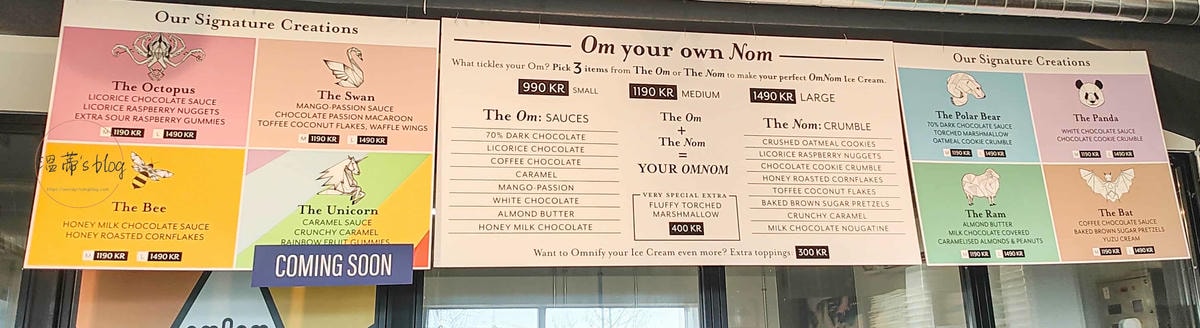 Our Signature Creations
The Octopus
LICORICE CHOCOLATE SAUCE
LICORICE RASPBERRY NUGGETS
EXTRA SOUR RASPBERRY GUMMIES
M 1190 KR L 1490 KR
The Swan
MANGO-PASSION SAUCE
CHOCOLATE PASSION MACAROON
TOFFEE COCONUT FLAKES, WAFFLE WINGS
M 1190 KR L 1490 KR
The Bee
HONEY MILK CHOCOLATE SAUCE
HONEY ROASTED CORNFLAKES
M 1190 KR L 1490 KR
The Unicorn
CARAMEL SAUCE
CRUNCHY CARAMEL
RAINBOW FRUIT GUMMIES
COMING SOON
溫蒂's blog
Om your own Nom
What tickles your Om? Pick 3 items from The Om or The Nom to make your perfect OmNom Ice Cream.
990 KR SMALL
1190 KR MEDIUM
1490 KR LARGE
The Om: SAUCES
70% DARK CHOCOLATE
LICORICE CHOCOLATE
COFFEE CHOCOLATE
CARAMEL
MANGO-PASSION
WHITE CHOCOLATE
ALMOND BUTTER
HONEY MILK CHOCOLATE
The Om
+
The Nom
=
YOUR OMNOM
VERY SPECIAL EXTRA
FLUFFY TORCHED
MARSHMALLOW
400 KR
The Nom: CRUMBLE
CRUSHED OATMEAL COOKIES
LICORICE RASPBERRY NUGGETS
CHOCOLATE COOKIE CRUMBLE
HONEY ROASTED CORNFLAKES
TOFFEE COCONUT FLAKES
BAKED BROWN SUGAR PRETZELS
CRUNCHY CARAMEL
MILK CHOCOLATE NOUGATINE
Want to Omnify your Ice Cream even more? Extra toppings 300 KR
Our Signature Creations
The Polar Bear
70% DARK CHOCOLATE SAUCE
TORCHED MARSHMALLOW
OATMEAL COOKIE CRUMBLE
M 1190 KR L 1490 KR
The Panda
WHITE CHOCOLATE SAUCE
CHOCOLATE COOKIE CRUMBLE
M 1190 KR L 1490 KR
The Ram
ALMOND BUTTER
MILK CHOCOLATE COVERED
CARAMELISED ALMONDS & PEANUTS
M 1190 KR L 1490 KR
The Bat
COFFEE CHOCOLATE SAUCE
BAKED BROWN SUGAR PRETZELS
YUZU CREAM
M 1190 KR L 1490 KR